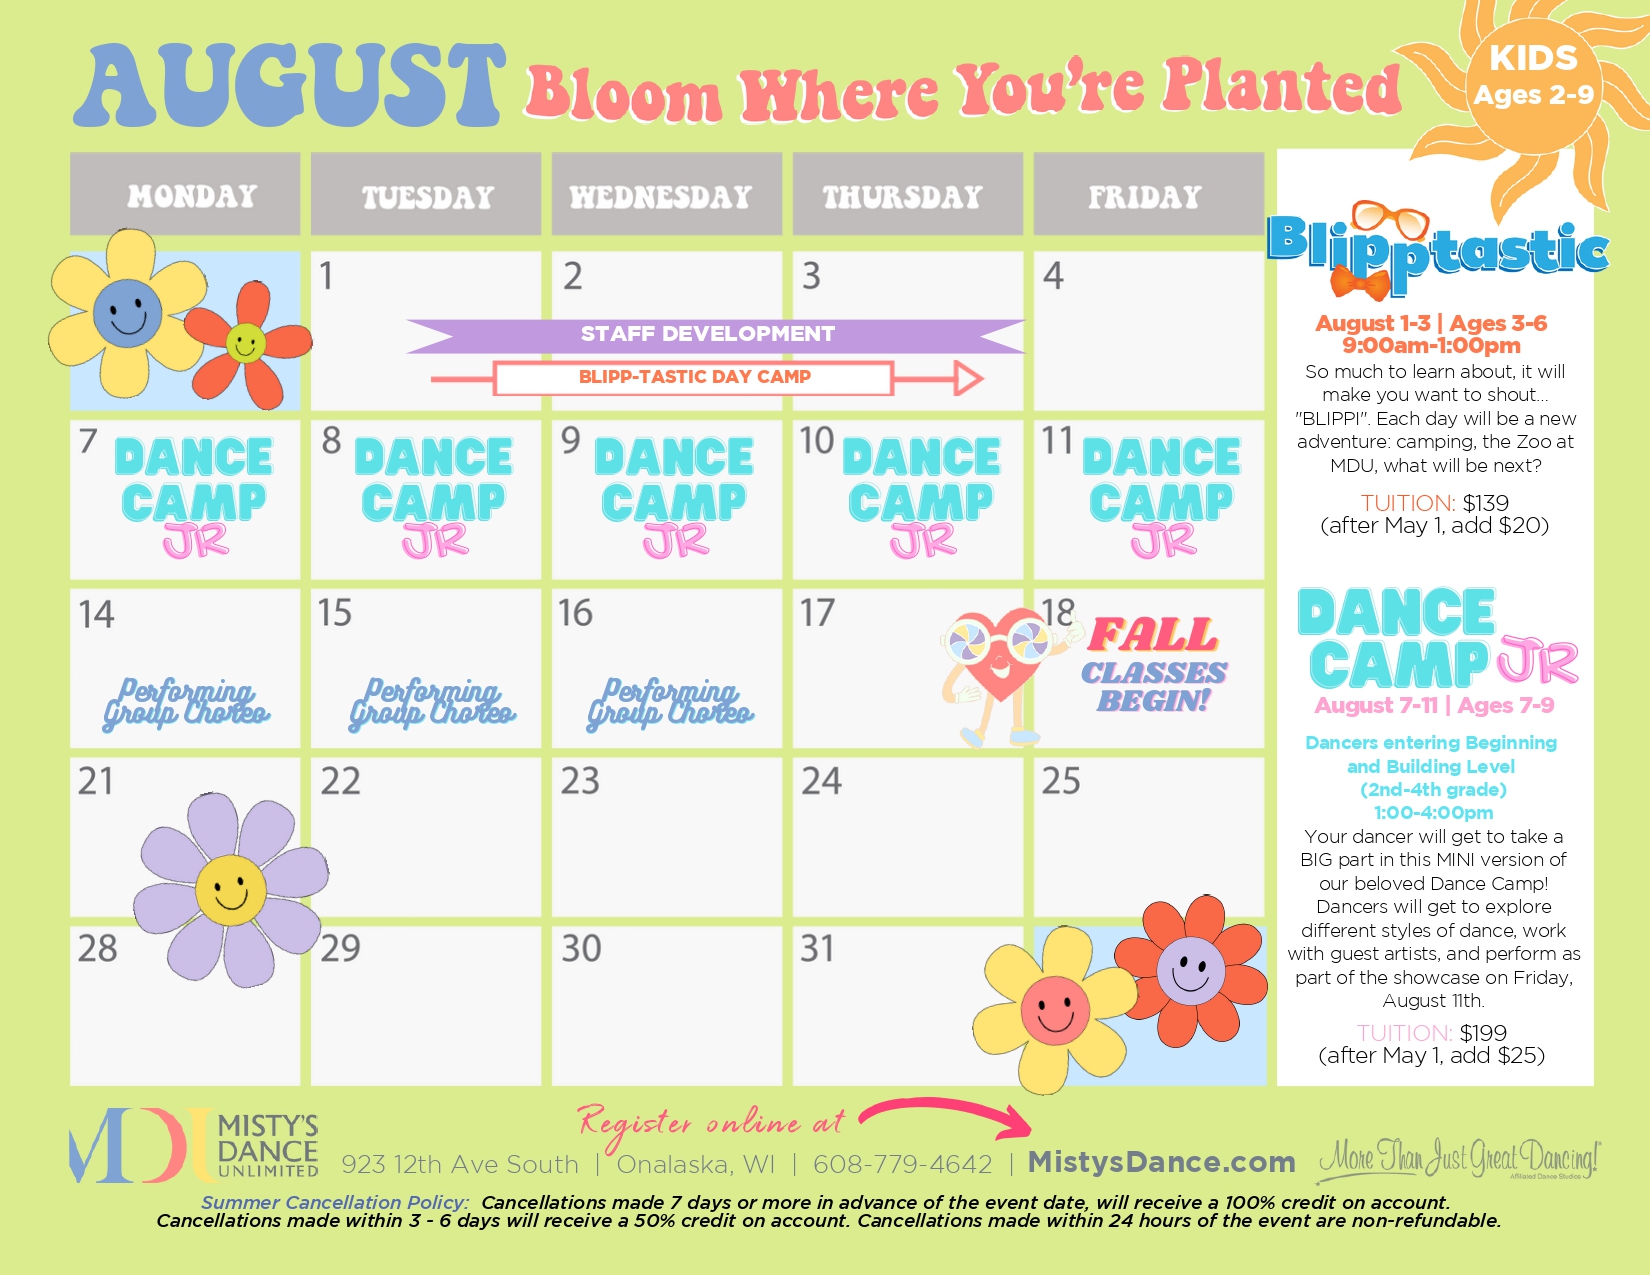 AUGUST Bloom Where You're Planted
KIDS
Ages 2-9
MONDAY TUESDAY WEDNESDAY THURSDAY FRIDAY
1 2 3 4
STAFF DEVELOPMENT
BLIPP-TASTIC DAY CAMP
7 8 9 10 11
DANCE DANCE DANCE DANCE DANCE
CAMP CAMP CAMP CAMP CAMP
JR JR JR JR JR
14 15 16 17 18
FALL
CLASSES
BEGIN!
Performing Performing Performing
Group Choreo Group Choreo Group Choreo
21 22 23 24 25
28 29 30 31
Blipptastic
August 1-3 | Ages 3-6
9:00am-1:00pm
So much to learn about, it will
make you want to shout...
"BLIPPI". Each day will be a new
adventure: camping, the Zoo at
MDU, what will be next?
TUITION: $139
(after May 1, add $20)
DANCE
CAMP JR
August 7-11 | Ages 7-9
Dancers entering Beginning
and Building Level
(2nd-4th grade)
1:00-4:00pm
Your dancer will get to take a
BIG part in this MINI version of
our beloved Dance Camp!
Dancers will get to explore
different styles of dance, work
with guest artists, and perform as
part of the showcase on Friday,
August 11th.
TUITION: $199
(after May 1, add $25)
MDU MISTY'S
DANCE
UNLIMITED
Register online at
923 12th Ave South | Onalaska, WI | 608-779-4642 | MistysDance.com
More Than Just Great Dancing!®
Affiliated Dance Studios
Summer Cancellation Policy: Cancellations made 7 days or more in advance of the event date, will receive a 100% credit on account.
Cancellations made within 3 - 6 days will receive a 50% credit on account. Cancellations made within 24 hours of the event are non-refundable.